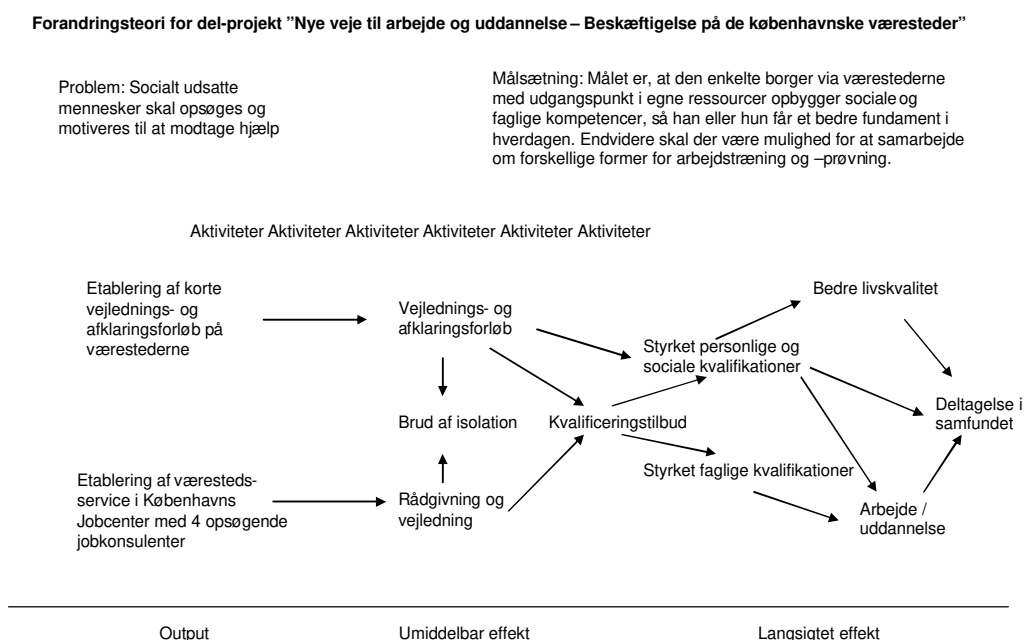 Forandringsteori for del-projekt ”Nye veje til arbejde og uddannelse – Beskæftigelse på de københavnske væresteder”
Problem: Socialt udsatte
mennesker skal opsøges og
motiveres til at modtage hjælp
Målsætning: Målet er, at den enkelte borger via værestederne
med udgangspunkt i egne ressourcer opbygger sociale og
faglige kompetencer, så han eller hun får et bedre fundament i
hverdagen. Endvidere skal der være mulighed for at samarbejde
om forskellige former for arbejdstræning og –prøvning.
Aktiviteter Aktiviteter Aktiviteter Aktiviteter Aktiviteter Aktiviteter
Etablering af korte
vejlednings- og
afklaringsforløb på
værestederne
Vejlednings- og
afklaringsforløb
Bedre livskvalitet
Styrket personlige og
sociale kvalifikationer
Brud af isolation
Kvalificeringstilbud
Deltagelse i
samfundet
Styrket faglige kvalifikationer
Etablering af væresteds-
service i Københavns
Jobcenter med 4 opsøgende
jobkonsulenter
Rådgivning og
vejledning
Arbejde /
uddannelse
Output
Umiddelbar effekt
Langsigtet effekt